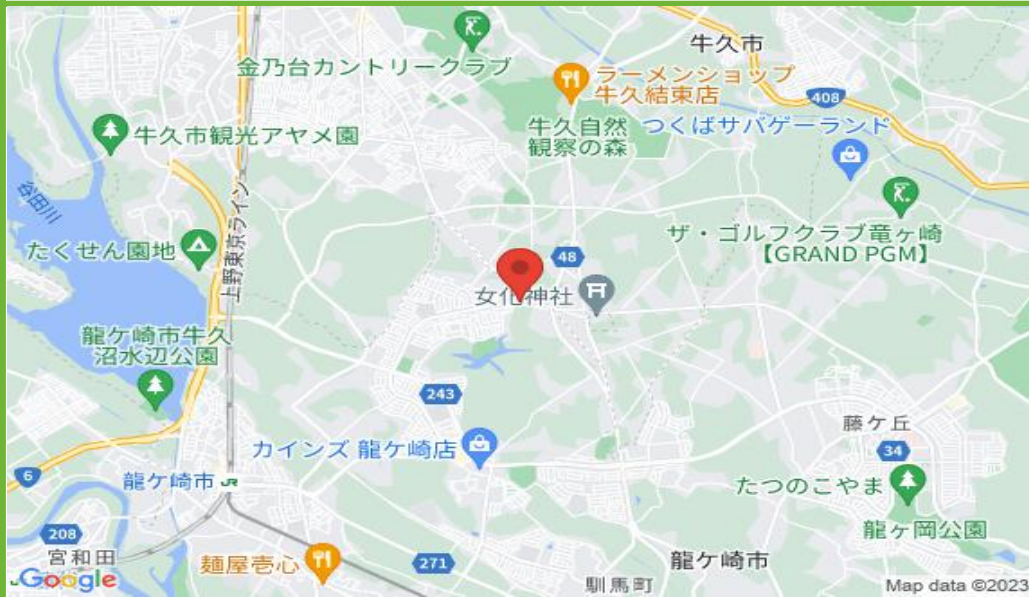 牛久市
金乃台カントリークラブ
ラーメンショップ
牛久結束店
408
牛久市観光アヤメ園
牛久自然
観察の森
つくばサバゲーランド
谷田川
上野東京ライン
たくせん園地
ザ・ゴルフクラブ竜ヶ崎
【GRAND PGM】
48
女化神社
龍ケ崎市牛久
沼水辺公園
243
藤ケ丘
カインズ 龍ケ崎店
34
6
龍ケ崎市
JR
たつのこやま
龍ヶ岡公園
208
宮和田
麺屋壱心
271
龍ケ崎市
馴馬町
Google
Map data ©2023